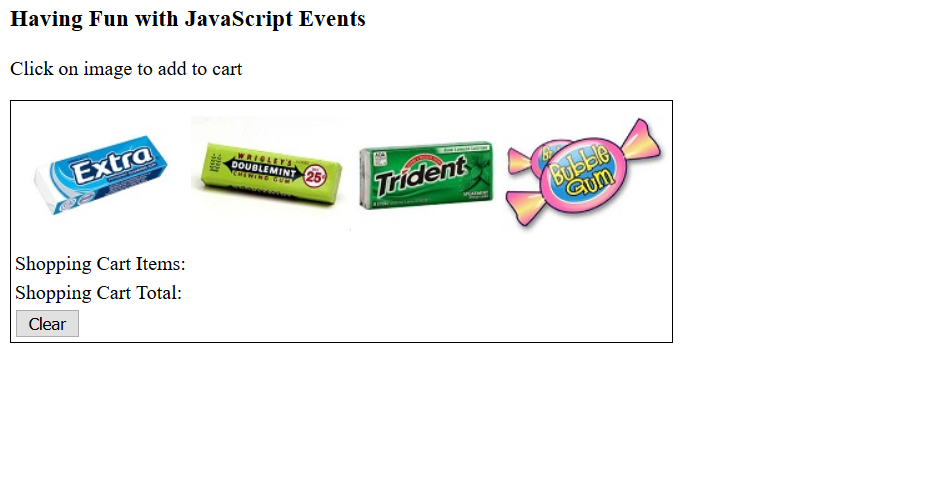 Having Fun with JavaScript Events
Click on image to add to cart
Extra
WRIGLEY'S
DOUBLEMINT
CHEWING GUM
25¢
Trident
SPEARMINT
Bubble
Gum
Shopping Cart Items:
Shopping Cart Total:
Clear